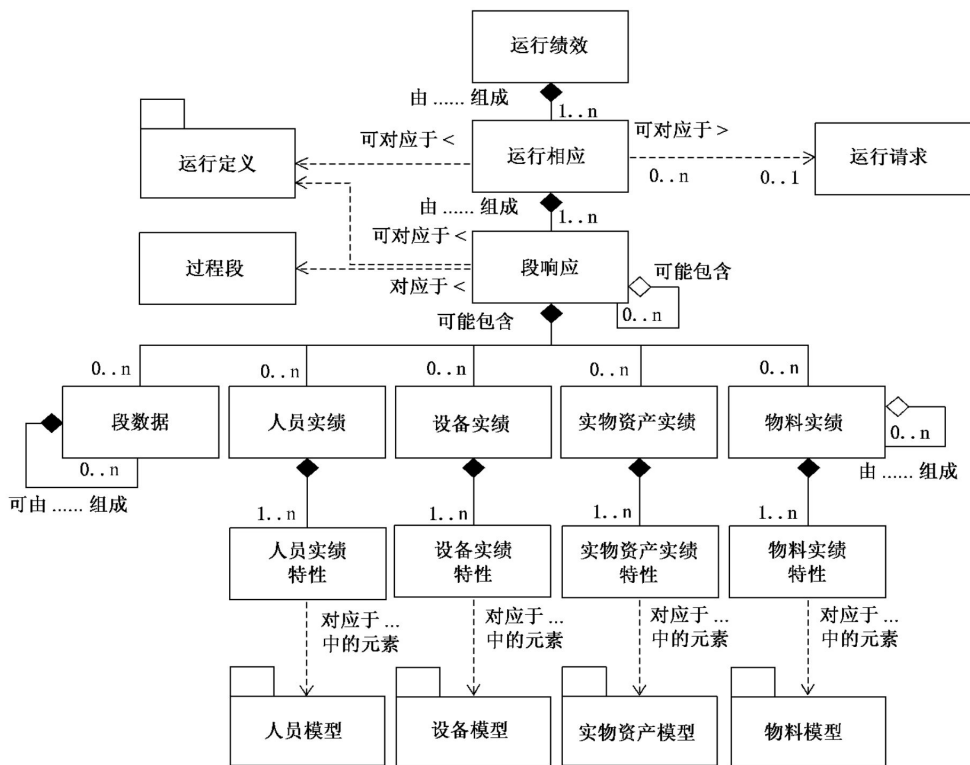 运行绩效
由 …… 组成
1..n
可对应于 <
可对应于 >
运行定义
运行相应
运行请求
0..n
0..1
由 …… 组成
1..n
可对应于 <
过程段
段响应
可能包含
对应于 <
0..n
可能包含
0..n
0..n
0..n
0..n
0..n
段数据
人员实绩
设备实绩
实物资产实绩
物料实绩
0..n
0..n
由 …… 组成
可由 …… 组成
1..n
1..n
1..n
1..n
人员实绩
特性
设备实绩
特性
实物资产实绩
特性
物料实绩
特性
对应于 ...
中的元素
对应于 ...
中的元素
对应于 ...
中的元素
对应于 ...
中的元素
人员模型
设备模型
实物资产模型
物料模型